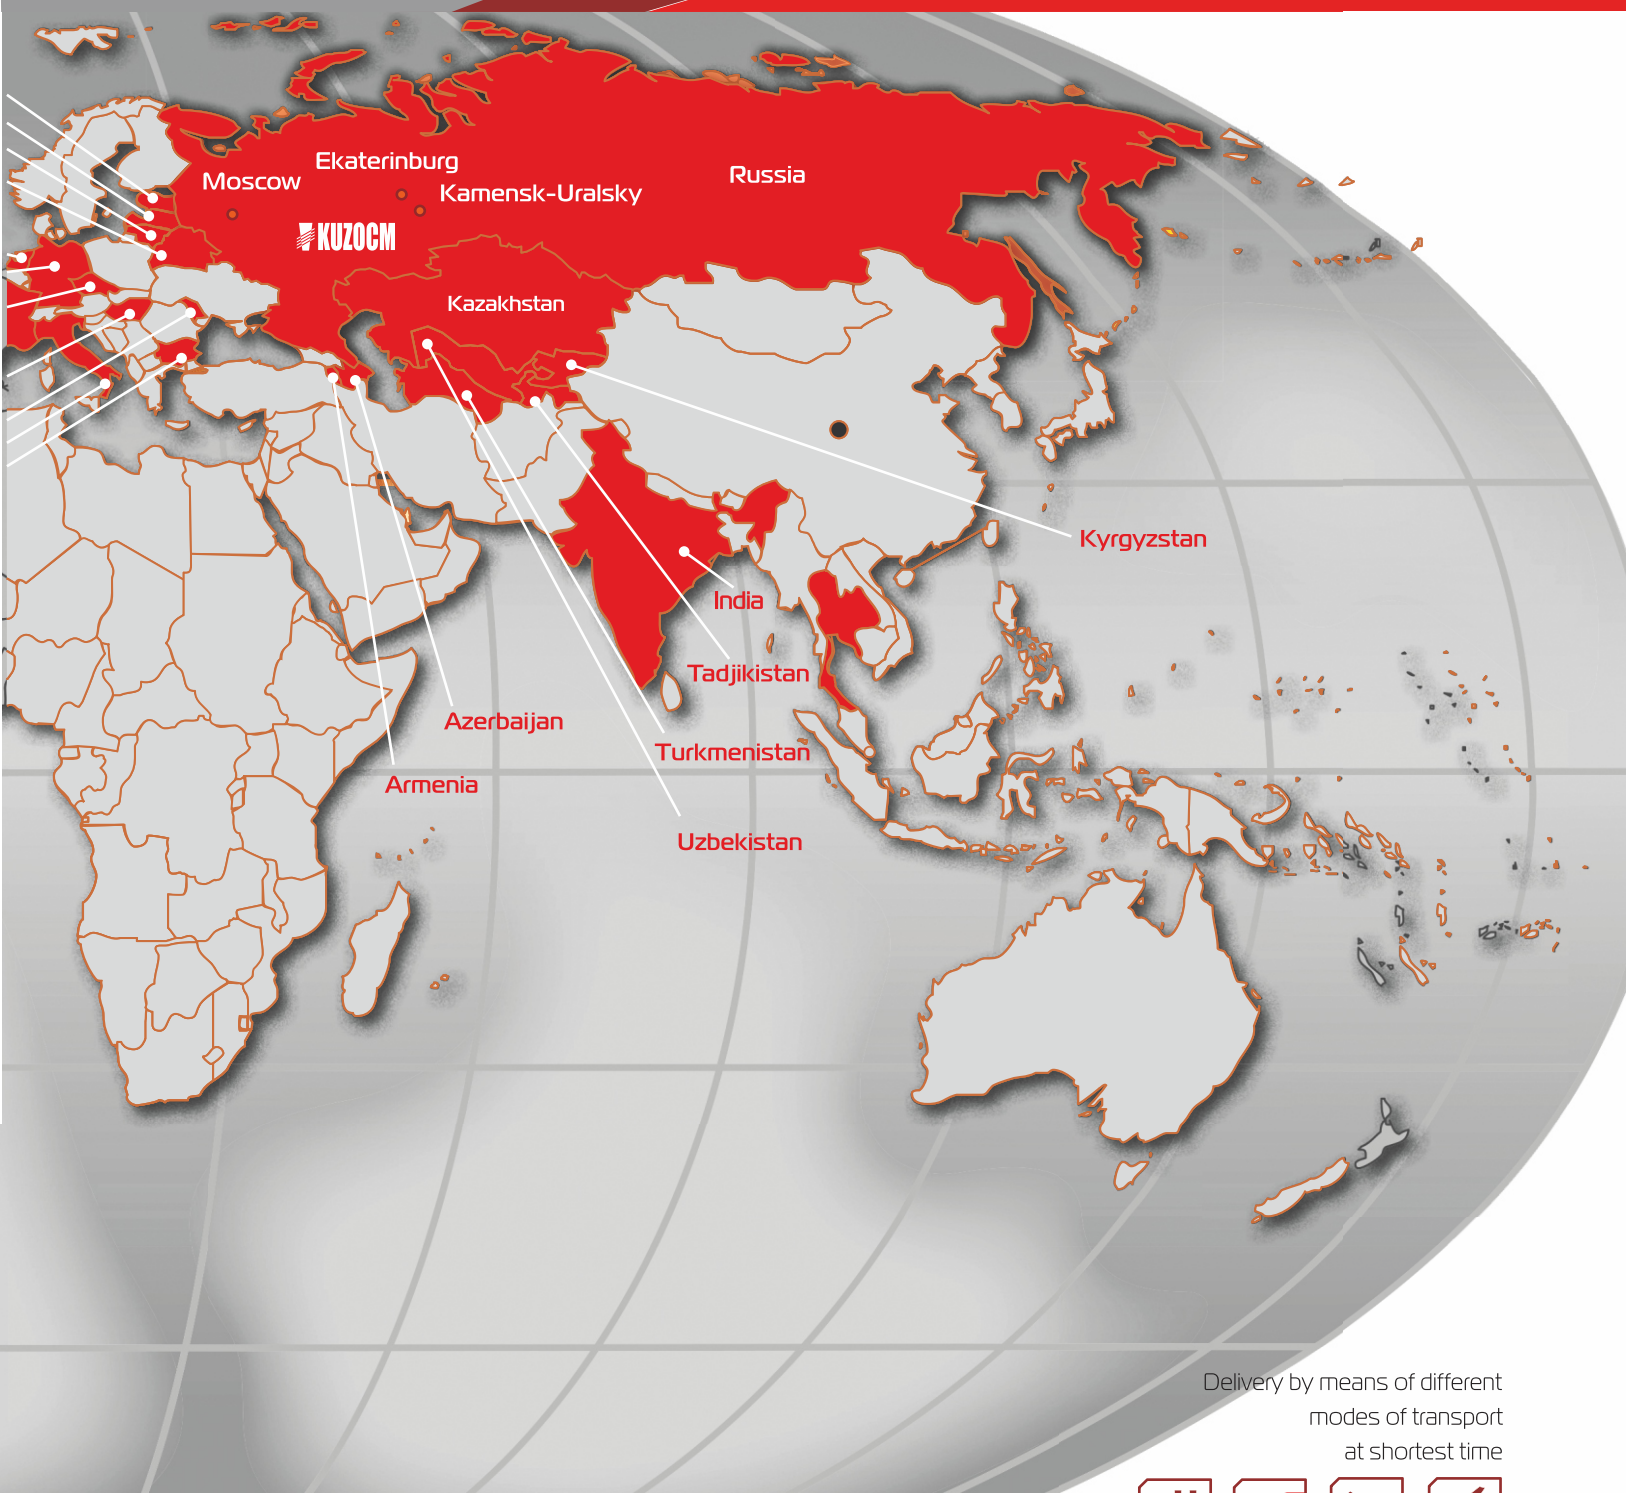 Ekaterinburg
Moscow
Kamensk-Uralsky
Russia
KUZOCM
Kazakhstan
Kyrgyzstan
India
Tadjikistan
Azerbaijan
Turkmenistan
Armenia
Uzbekistan
Delivery by means of different
modes of transport
at shortest time